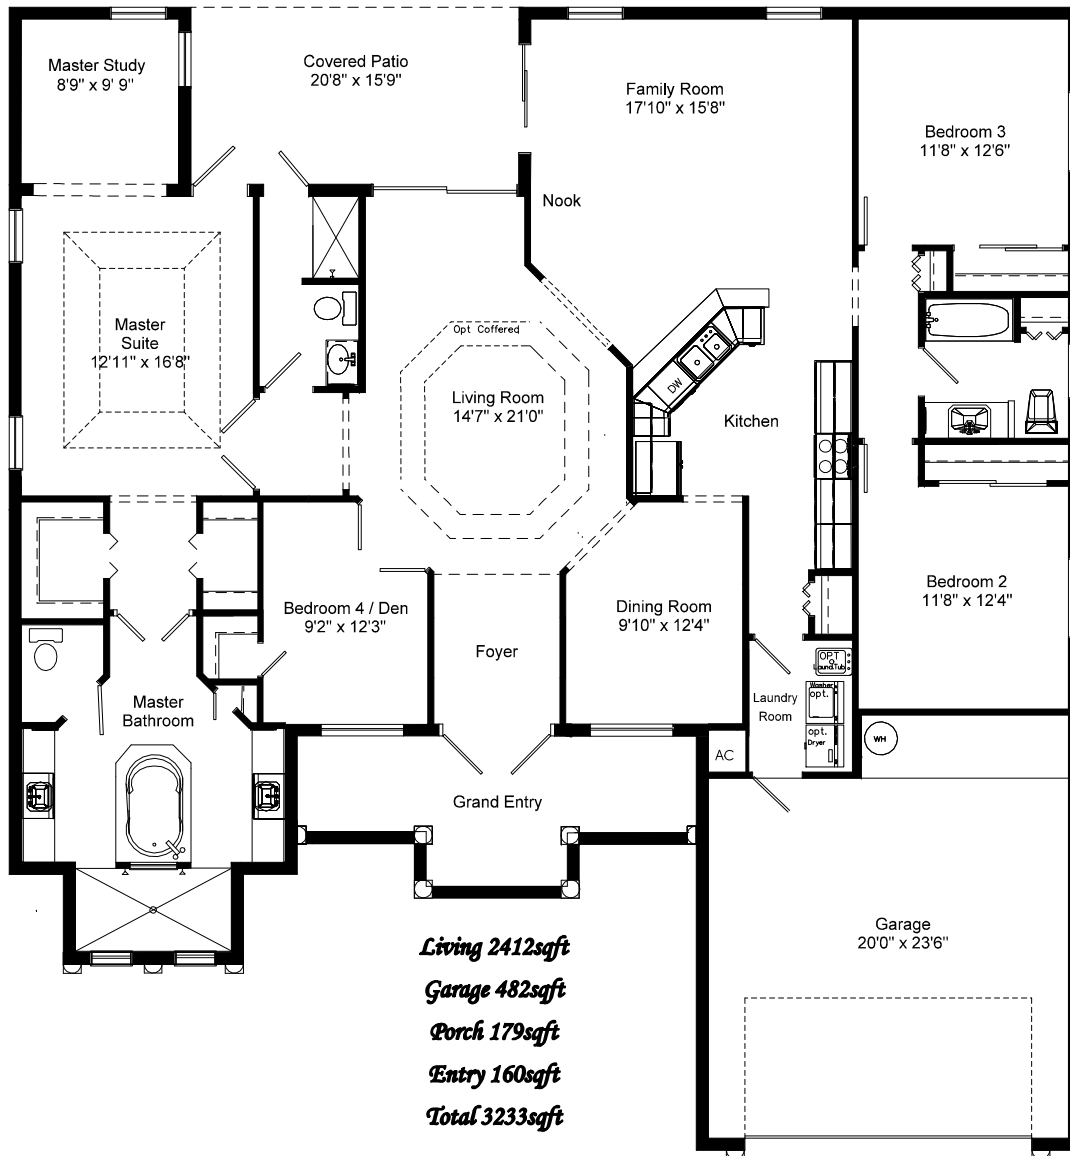 Master Study
8'9" x 9' 9"
Covered Patio
20'8" x 15'9"
Family Room
17'10" x 15'8"
Bedroom 3
11'8" x 12'6"
Nook
Master
Suite
12'11" x 16'8"
Opt Coffered
Living Room
14'7" x 21'0"
DW
Kitchen
Bedroom 4 / Den
9'2" x 12'3"
Foyer
Dining Room
9'10" x 12'4"
Bedroom 2
11'8" x 12'4"
Master
Bathroom
Laundry
Room
OPT
Laund.Tub
Washer
opt.
opt.
Dryer
AC
WH
Grand Entry
Garage
20'0" x 23'6"
Living 2412sqft
Garage 482sqft
Porch 179sqft
Entry 160sqft
Total 3233sqft